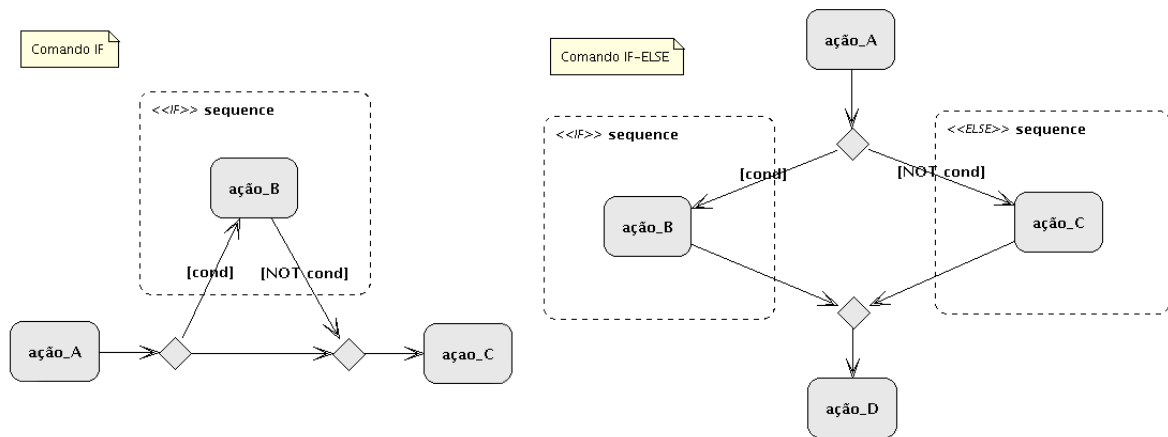 Comando IF
<<IF>> sequence
ação_B
[cond]
[NOT cond]
ação_A
açao_C
Comando IF-ELSE
ação_A
<<IF>> sequence
<<ELSE>> sequence
[cond]
[NOT cond]
ação_B
ação_C
ação_D